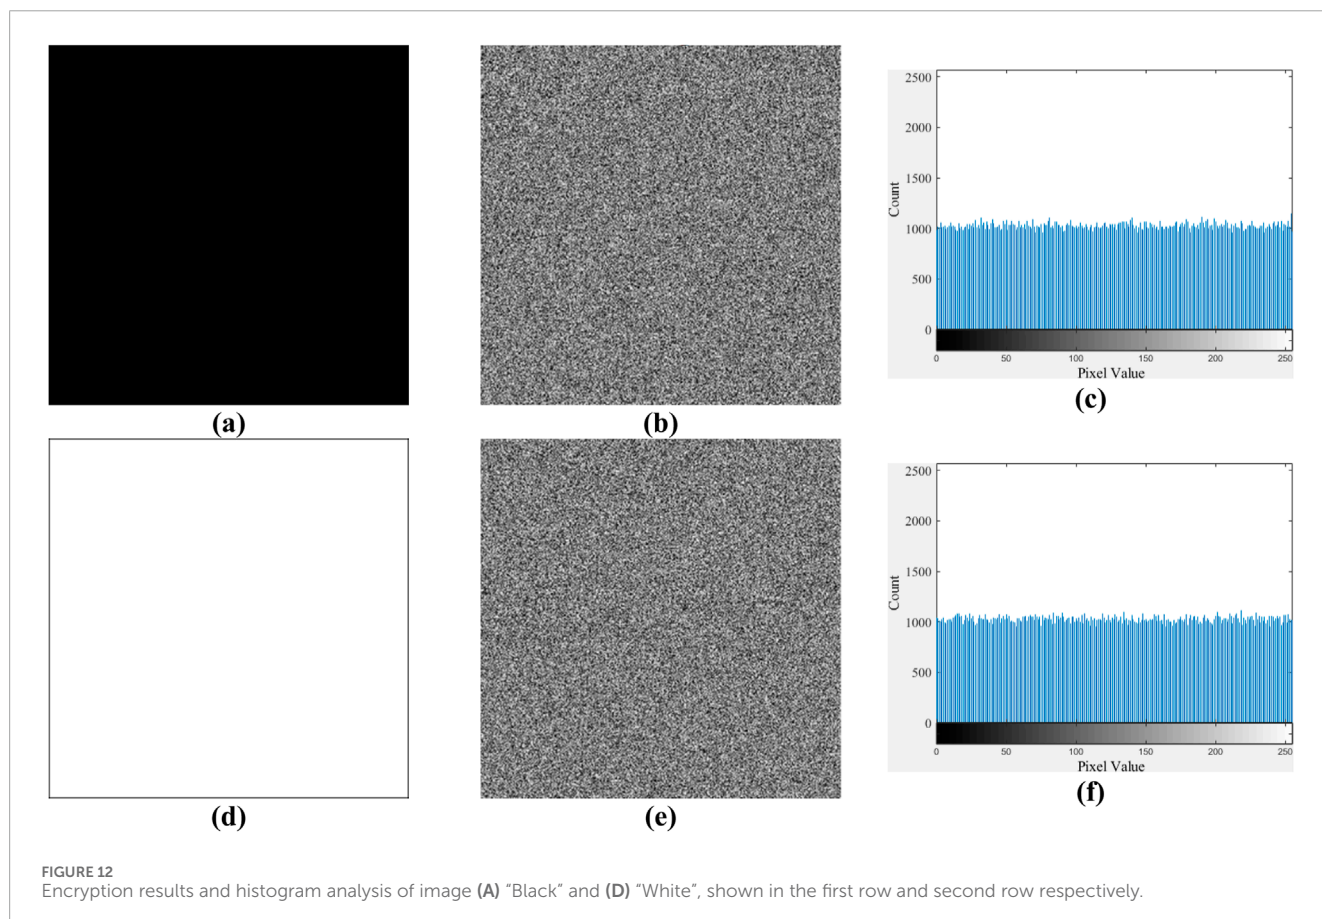 2500
2000
1500
1000
500
0
Count
0 50 100 150 200 250
Pixel Value
(a) (b) (c)
2500
2000
1500
1000
500
0
Count
0 50 100 150 200 250
Pixel Value
(d) (e) (f)
FIGURE 12
Encryption results and histogram analysis of image (A) “Black” and (D) “White“, shown in the first row and second row respectively.